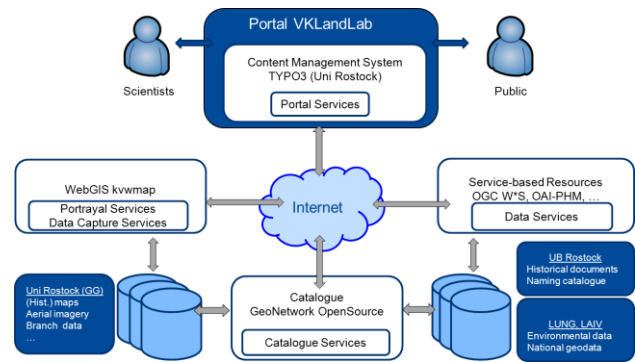 Portal VKLandLab
Content Management System
TYPO3 (Uni Rostock)
Portal Services
Scientists
Public
WebGIS kvwmap
Portrayal Services
Data Capture Services
Internet
Service-based Resources
OGC W*S, OAI-PHM, ...
Data Services
Uni Rostock (GG)
(Hist.) maps
Aerial imagery
Branch data
...
Catalogue
GeoNetwork OpenSource
Catalogue Services
UB Rostock
Historical documents
Naming catalogue
LUNG, LAIV
Environmental data
National geodata